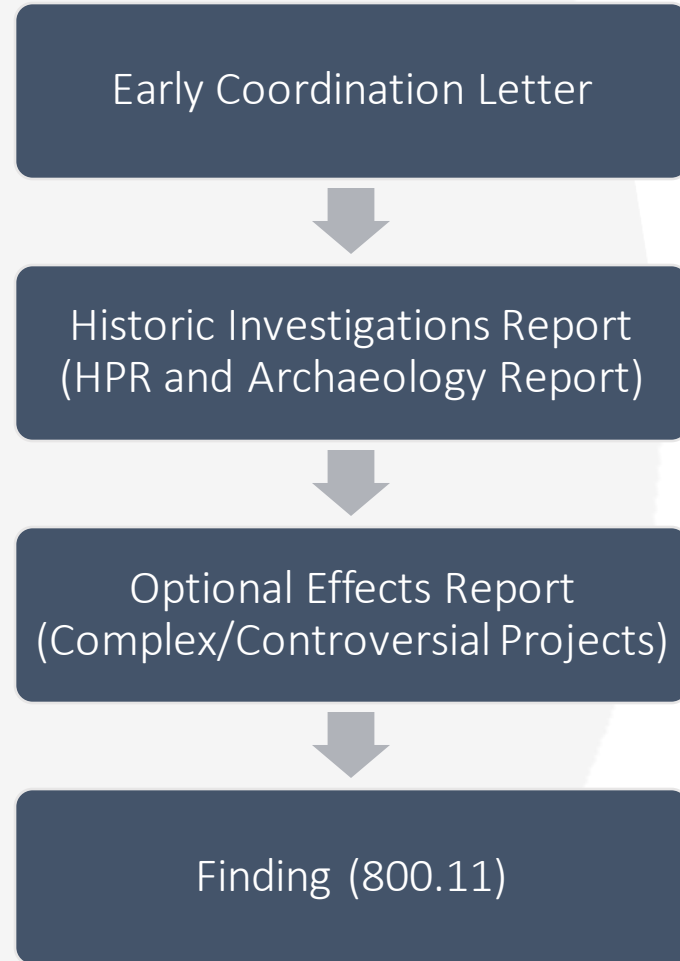 Early Coordination Letter
Historic Investigations Report
(HPR and Archaeology Report)
Optional Effects Report
(Complex/Controversial Projects)
Finding (800.11)